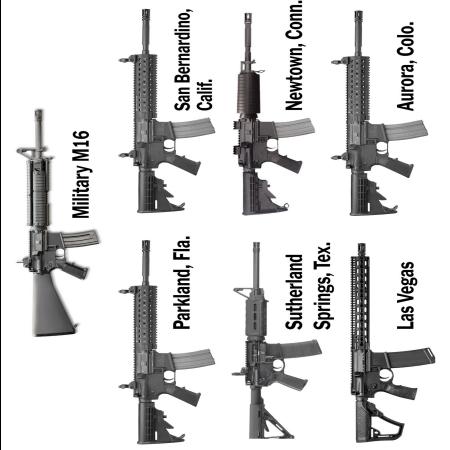 Military M16
San Bernardino,
Calif.
Newtown, Conn.
Aurora, Colo.
Parkland, Fla.
Sutherland
Springs, Tex.
Las Vegas